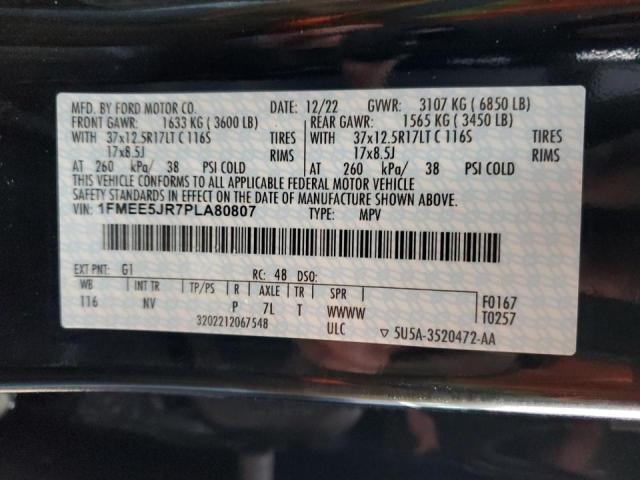 MFD. BY FORD MOTOR CO. DATE: 12/22 GVWR: 3107 KG ( 6850 LB)
FRONT GAWR: 1633 KG ( 3600 LB) REAR GAWR: 1565 KG ( 3450 LB)
WITH 37x12.5R17LT C 116S TIRES WITH 37x12.5R17LT C 116S TIRES
17x8.5J RIMS 17x8.5J RIMS
AT 260 kPa/ 38 PSI COLD AT 260 kPa/ 38 PSI COLD
THIS VEHICLE CONFORMS TO ALL APPLICABLE FEDERAL MOTOR VEHICLE
SAFETY STANDARDS IN EFFECT ON THE DATE OF MANUFACTURE SHOWN ABOVE.
VIN: 1FMEE5JR7PLA80807 TYPE: MPV
EXT PNT: G1 RC: 48 DSO:
WB INT TR TP/PS R AXLE TR SPR F0167
116 NV P 7L T WWWW T0257
3202212067548 ULC ▽ 5U5A-3520472-AA